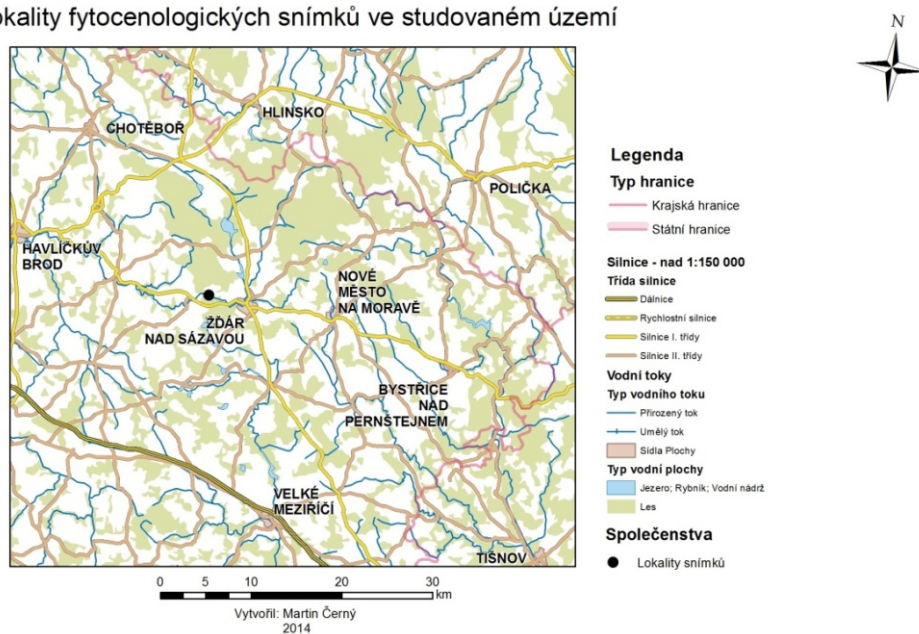 okality fytocenologických snímků ve studovaném území
N
HLINSKO
CHOTĚBOŘ
POLIČKA
HAVLÍČKŮV
BROD
NOVÉ
MĚSTO
NA MORAVĚ
ŽĎÁR
NAD SÁZAVOU
BYSTŘICE
NAD
PERNŠTEJNEM
VELKÉ
MEZIŘÍČÍ
TIŠNOV
0 5 10 20 30
km
Vytvořil: Martin Černý
2014
Legenda
Typ hranice
Krajská hranice
Státní hranice
Silnice - nad 1:150 000
Třída silnice
Dálnice
Rychlostní silnice
Silnice I. třídy
Silnice II. třídy
Vodní toky
Typ vodního toku
Přirozený tok
Umělý tok
Sídla Plochy
Typ vodní plochy
Jezero; Rybník; Vodní nádrž
Les
Společenstva
Lokality snímků